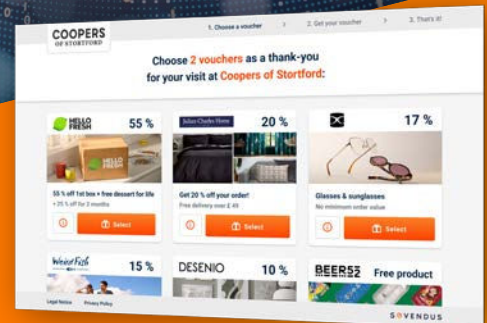 COOPERS
OF STORTFORD
1. Choose a voucher > 2. Get your voucher > 3. That's it!
Choose 2 vouchers as a thank-you
for your visit at Coopers of Stortford:
HELLO FRESH 55 %
HELLO FRESH
55 % off 1st box + free dessert for life
+ 25 % off for 2 months
Select
Julian Charles Home 20 %
Get 20 % off your order!
Free delivery over £ 49
Select
17 %
Glasses & sunglasses
No minimum order value
Select
Weird Fish 15 %
DESENIO 10 %
BEER52 Free product
Legal Notice Privacy Policy
SOVENDUS